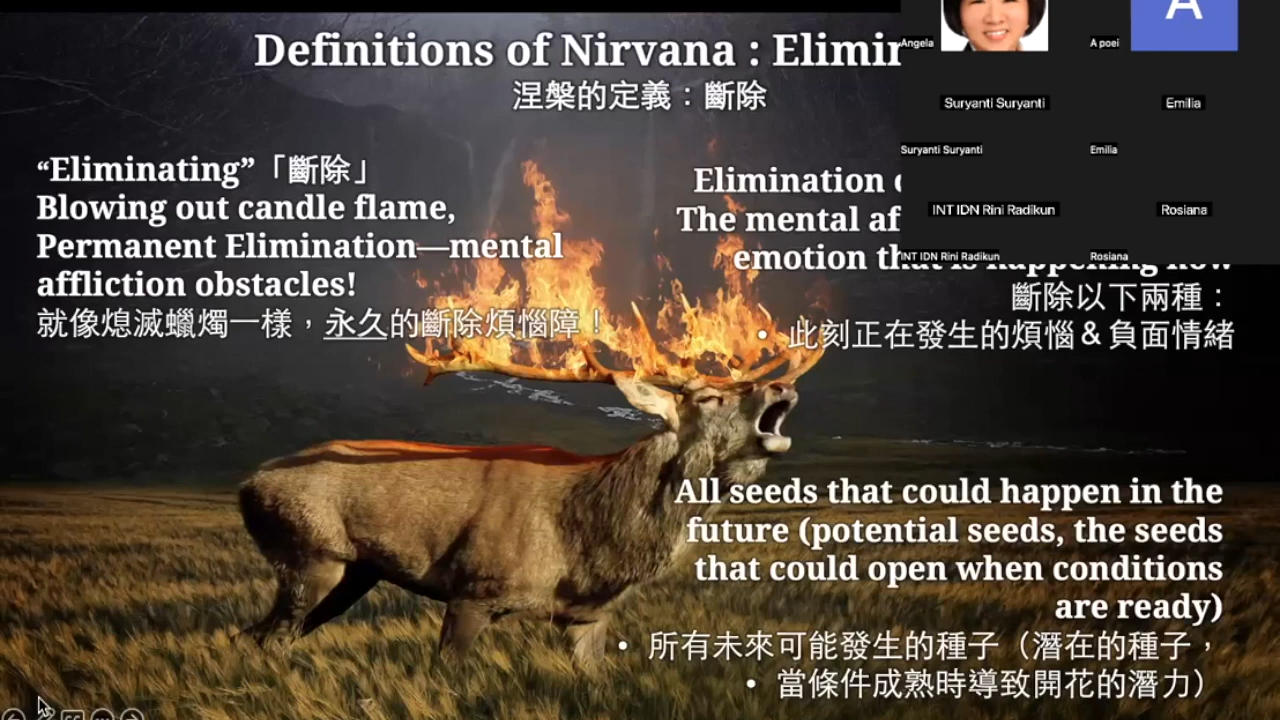 Definitions of Nirvana : Elimin
涅槃的定義：斷除
“Eliminating”「斷除」
Blowing out candle flame,
Permanent Elimination—mental
affliction obstacles!
就像熄滅蠟燭一樣，永久的斷除煩惱障！
Elimination
The mental af
emotion that is happening now
斷除以下兩種：
• 此刻正在發生的煩惱＆負面情緒
All seeds that could happen in the
future (potential seeds, the seeds
that could open when conditions
are ready)
• 所有未來可能發生的種子（潛在的種子，
• 當條件成熟時導致開花的潛力）
Angela
A poei
A
Suryanti Suryanti
Emilia
Suryanti Suryanti
Emilia
INT IDN Rini Radikun
Rosiana
INT IDN Rini Radikun
Rosiana